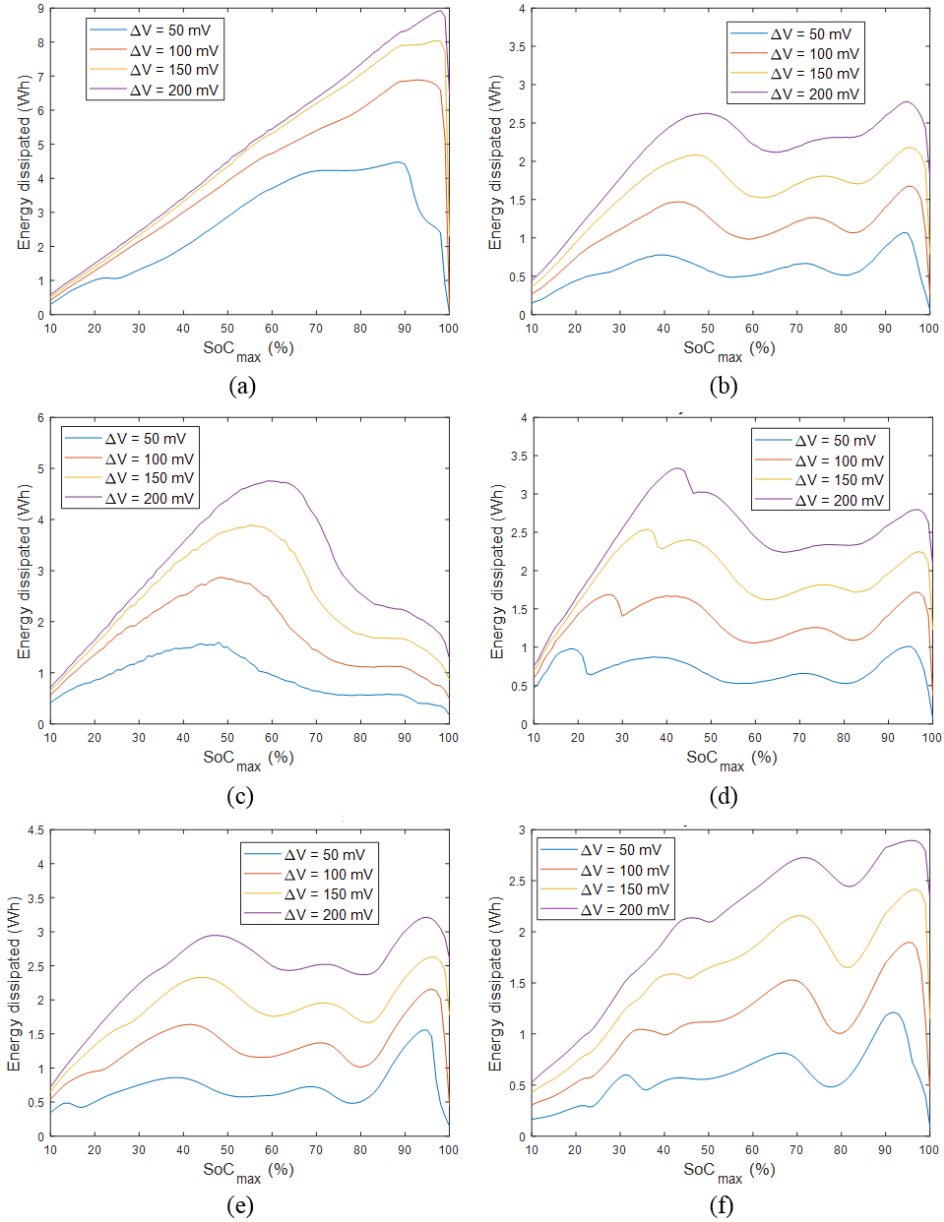 9
8
7
6
5
4
3
2
1
0
Energy dissipated (Wh)
ΔV = 50 mV
ΔV = 100 mV
ΔV = 150 mV
ΔV = 200 mV
10 20 30 40 50 60 70 80 90 100
SoCmax (%)
(a)
4
3.5
3
2.5
2
1.5
1
0.5
0
Energy dissipated (Wh)
ΔV = 50 mV
ΔV = 100 mV
ΔV = 150 mV
ΔV = 200 mV
10 20 30 40 50 60 70 80 90 100
SoCmax (%)
(b)
6
5
4
3
2
1
0
Energy dissipated (Wh)
ΔV = 50 mV
ΔV = 100 mV
ΔV = 150 mV
ΔV = 200 mV
10 20 30 40 50 60 70 80 90 100
SoCmax (%)
(c)
4
3.5
3
2.5
2
1.5
1
0.5
0
Energy dissipated (Wh)
ΔV = 50 mV
ΔV = 100 mV
ΔV = 150 mV
ΔV = 200 mV
10 20 30 40 50 60 70 80 90 100
SoCmax (%)
(d)
4.5
4
3.5
3
2.5
2
1.5
1
0.5
0
Energy dissipated (Wh)
ΔV = 50 mV
ΔV = 100 mV
ΔV = 150 mV
ΔV = 200 mV
10 20 30 40 50 60 70 80 90 100
SoCmax (%)
(e)
3
2.5
2
1.5
1
0.5
0
Energy dissipated (Wh)
ΔV = 50 mV
ΔV = 100 mV
ΔV = 150 mV
ΔV = 200 mV
10 20 30 40 50 60 70 80 90 100
SoCmax (%)
(f)